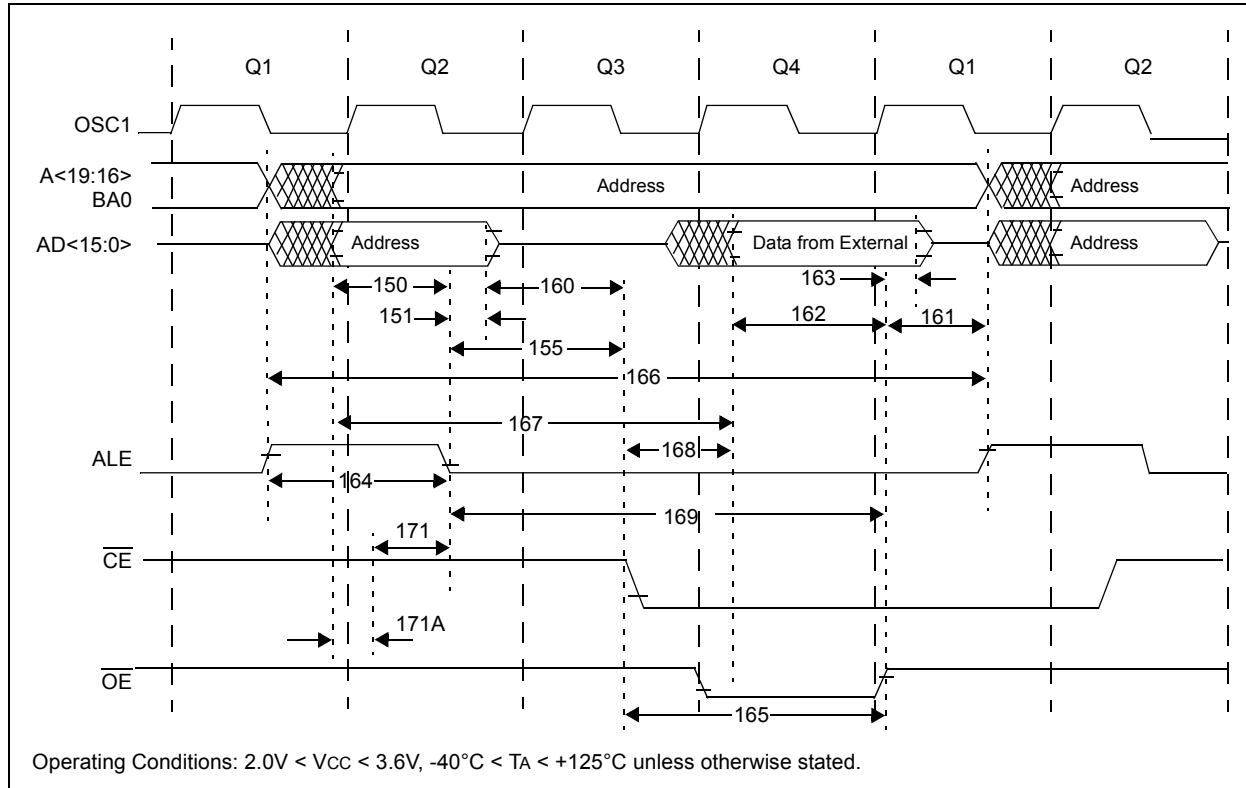 Q1 Q2 Q3 Q4 Q1 Q2
OSC1
A<19:16>
BA0
Address
Address
AD<15:0>
Address
Data from External
Address
163
150
160
151
162
161
155
166
167
168
ALE
164
169
171
CE
171A
OE
165
Operating Conditions: 2.0V < VCC < 3.6V, -40°C < TA < +125°C unless otherwise stated.